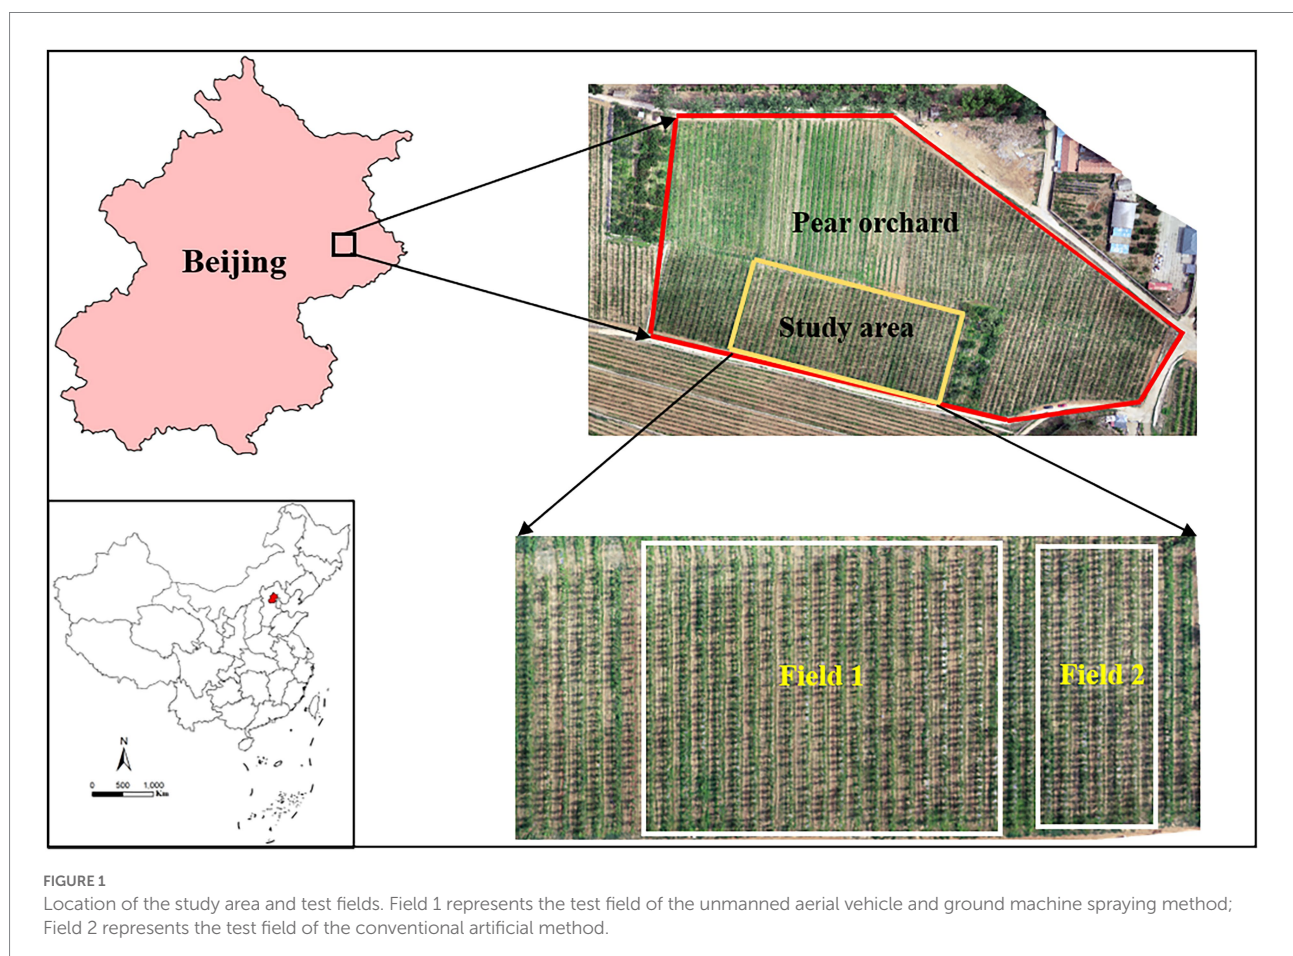 Beijing
Pear orchard
Study area
N
0 500 1,000
Km
Field 1
Field 2
FIGURE 1
Location of the study area and test fields. Field 1 represents the test field of the unmanned aerial vehicle and ground machine spraying method;
Field 2 represents the test field of the conventional artificial method.